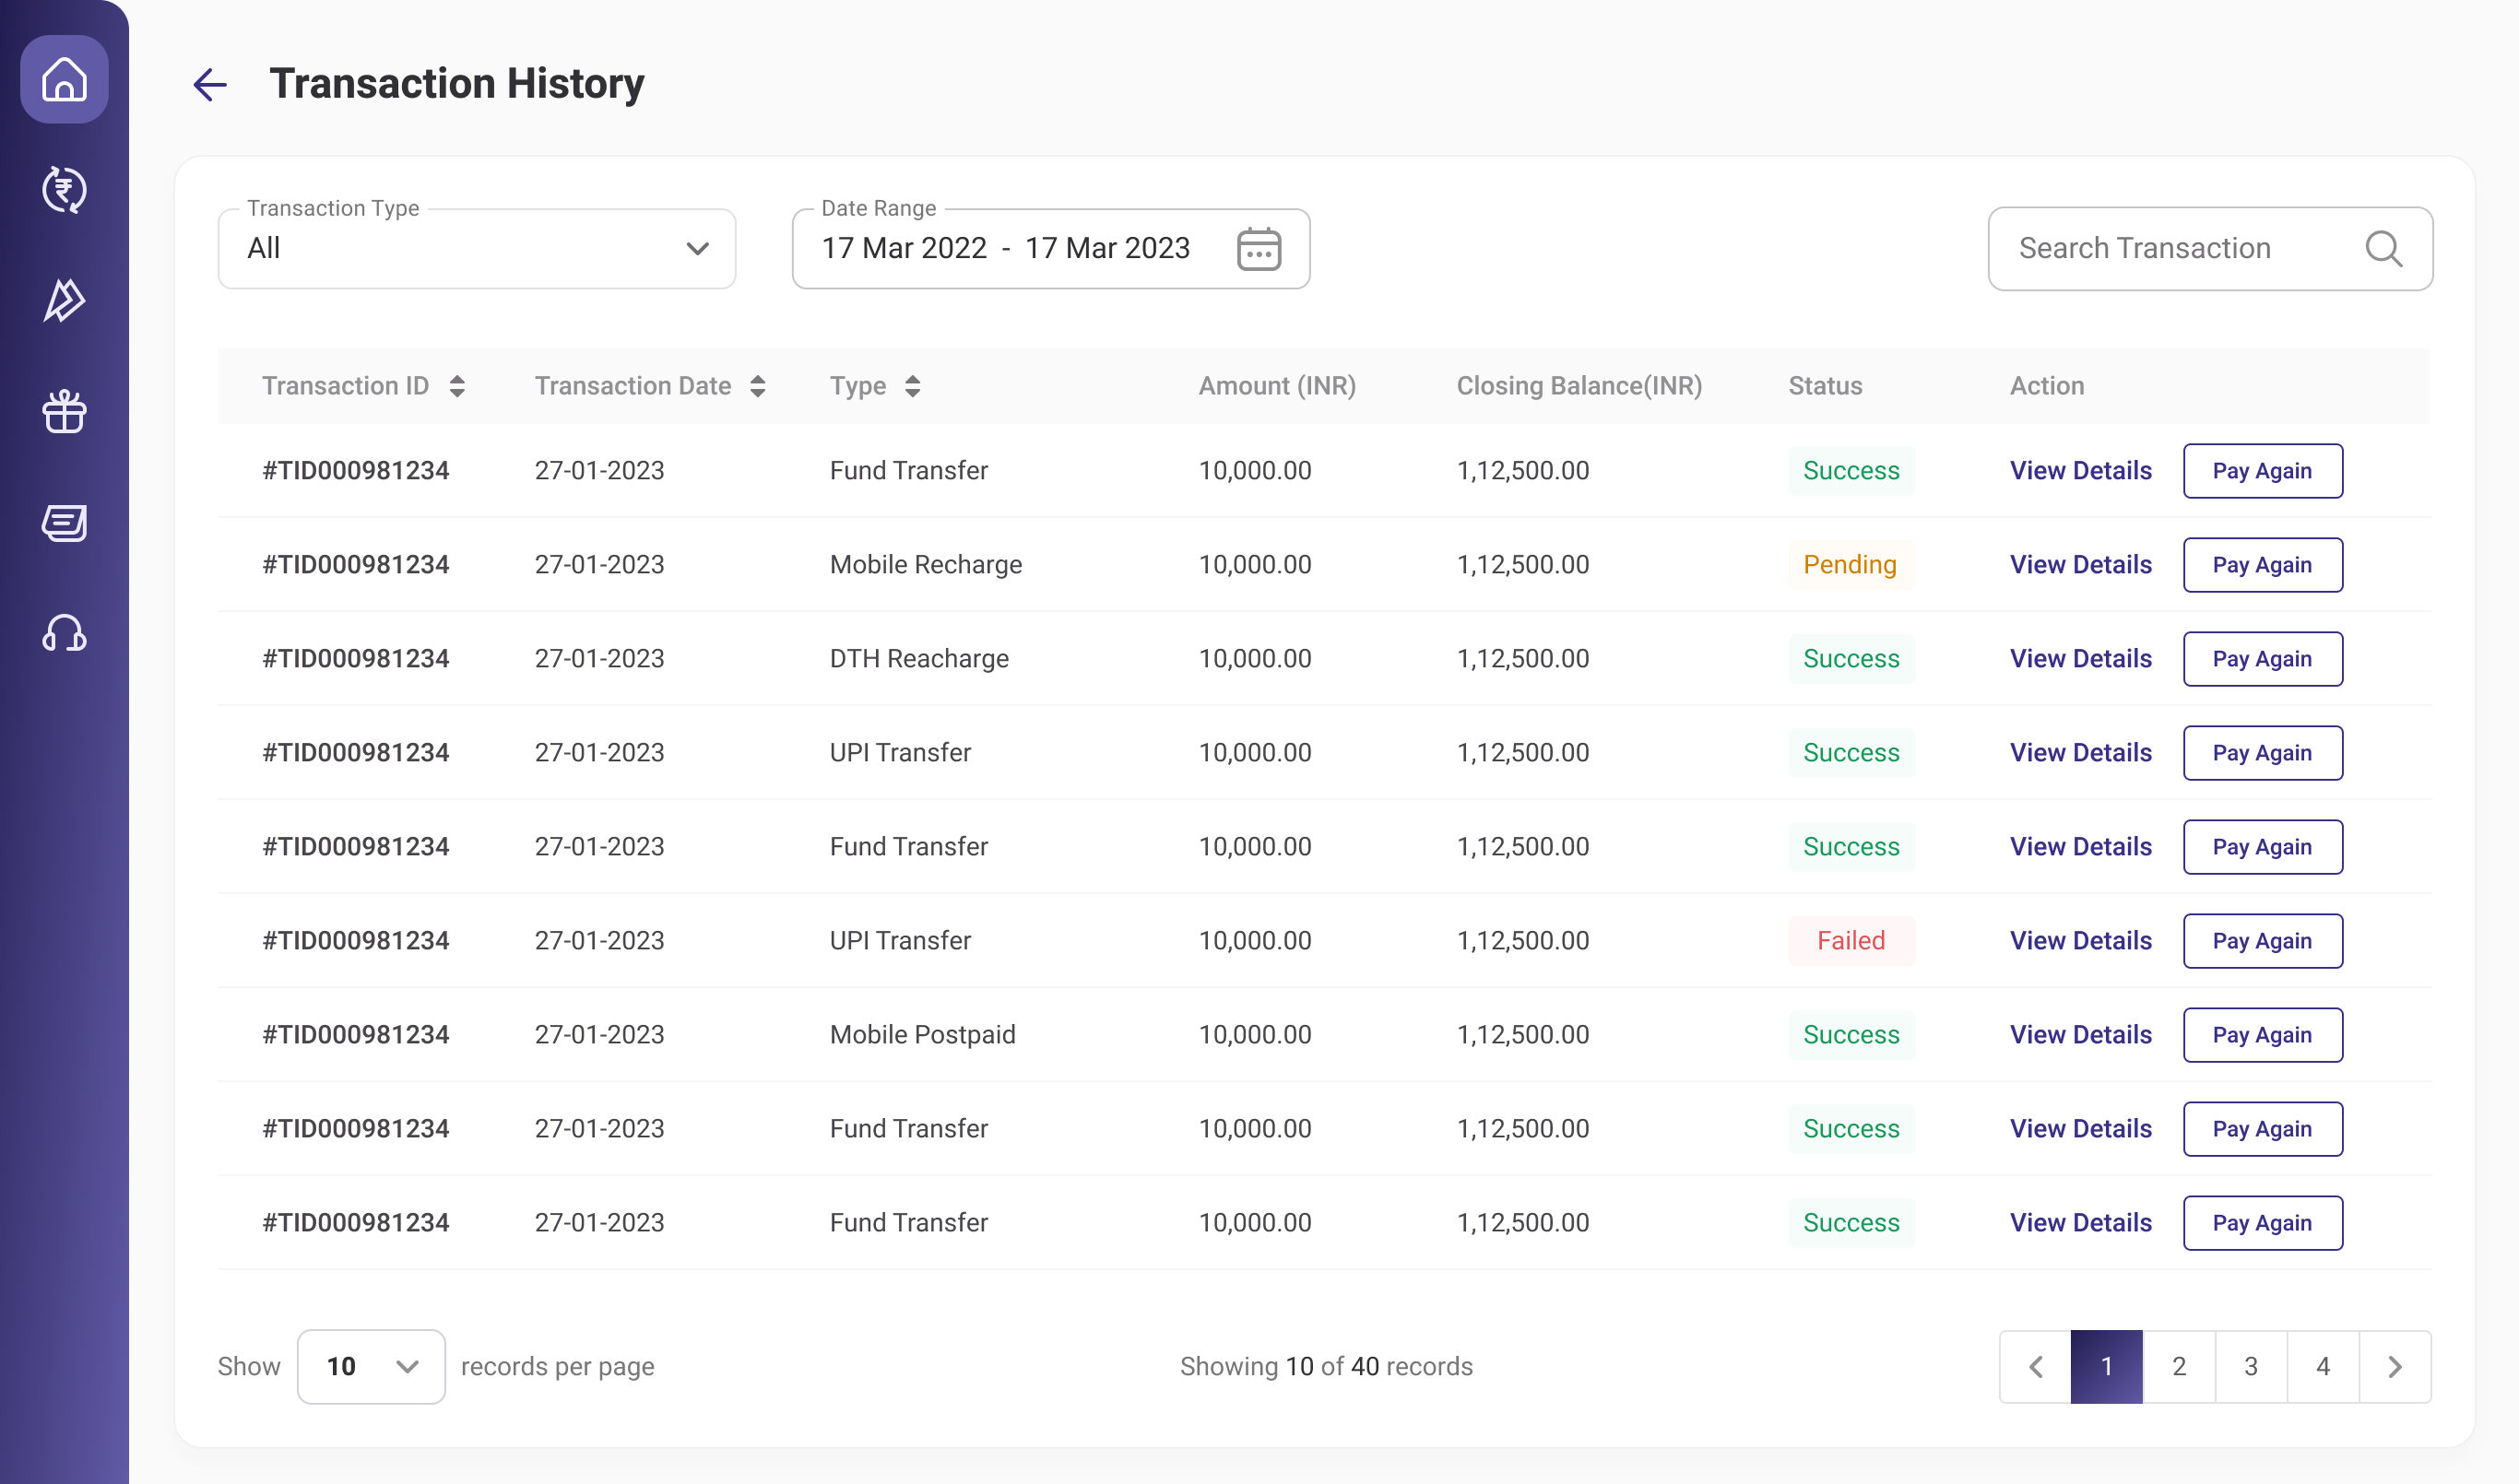 Transaction History
Transaction Type
All
Date Range
17 Mar 2022 - 17 Mar 2023
Search Transaction
Transaction ID Transaction Date Type Amount (INR) Closing Balance(INR) Status Action
#TID000981234 27-01-2023 Fund Transfer 10,000.00 1,12,500.00 Success View Details Pay Again
#TID000981234 27-01-2023 Mobile Recharge 10,000.00 1,12,500.00 Pending View Details Pay Again
#TID000981234 27-01-2023 DTH Reacharge 10,000.00 1,12,500.00 Success View Details Pay Again
#TID000981234 27-01-2023 UPI Transfer 10,000.00 1,12,500.00 Success View Details Pay Again
#TID000981234 27-01-2023 Fund Transfer 10,000.00 1,12,500.00 Success View Details Pay Again
#TID000981234 27-01-2023 UPI Transfer 10,000.00 1,12,500.00 Failed View Details Pay Again
#TID000981234 27-01-2023 Mobile Postpaid 10,000.00 1,12,500.00 Success View Details Pay Again
#TID000981234 27-01-2023 Fund Transfer 10,000.00 1,12,500.00 Success View Details Pay Again
#TID000981234 27-01-2023 Fund Transfer 10,000.00 1,12,500.00 Success View Details Pay Again
Show 10 records per page Showing 10 of 40 records 1 2 3 4